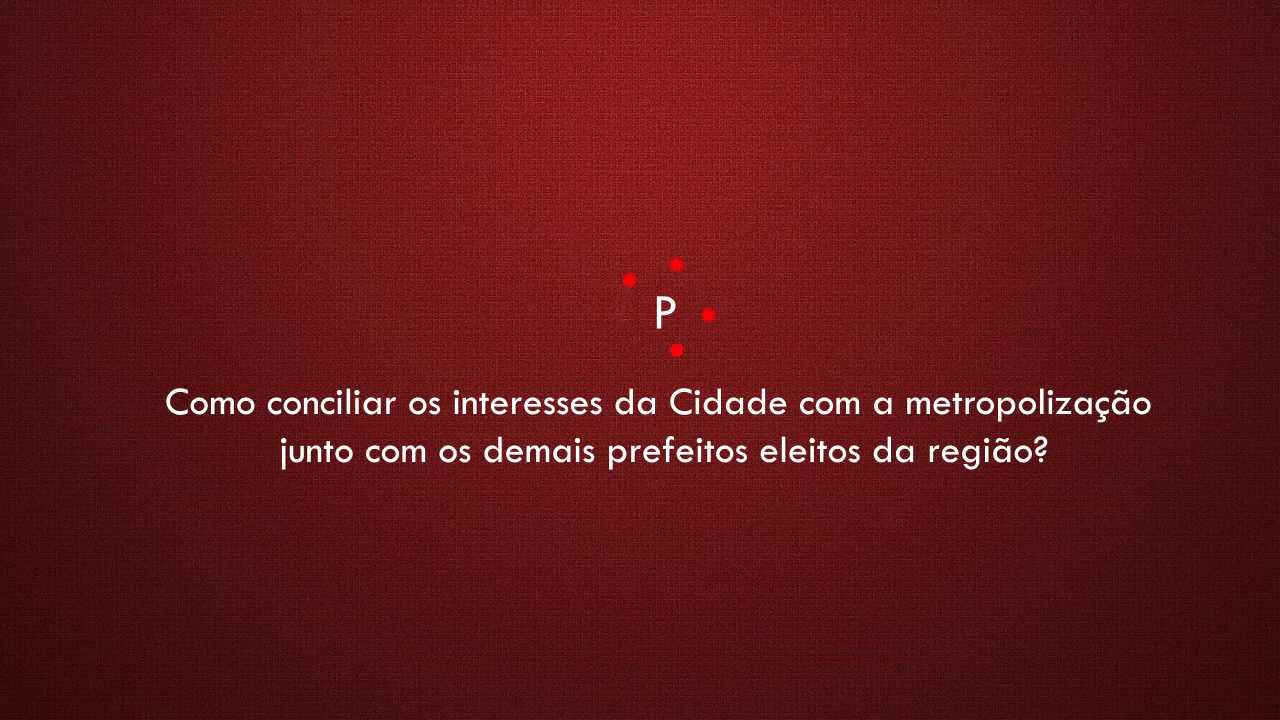 P
Como conciliar os interesses da Cidade com a metropolização
junto com os demais prefeitos eleitos da região?